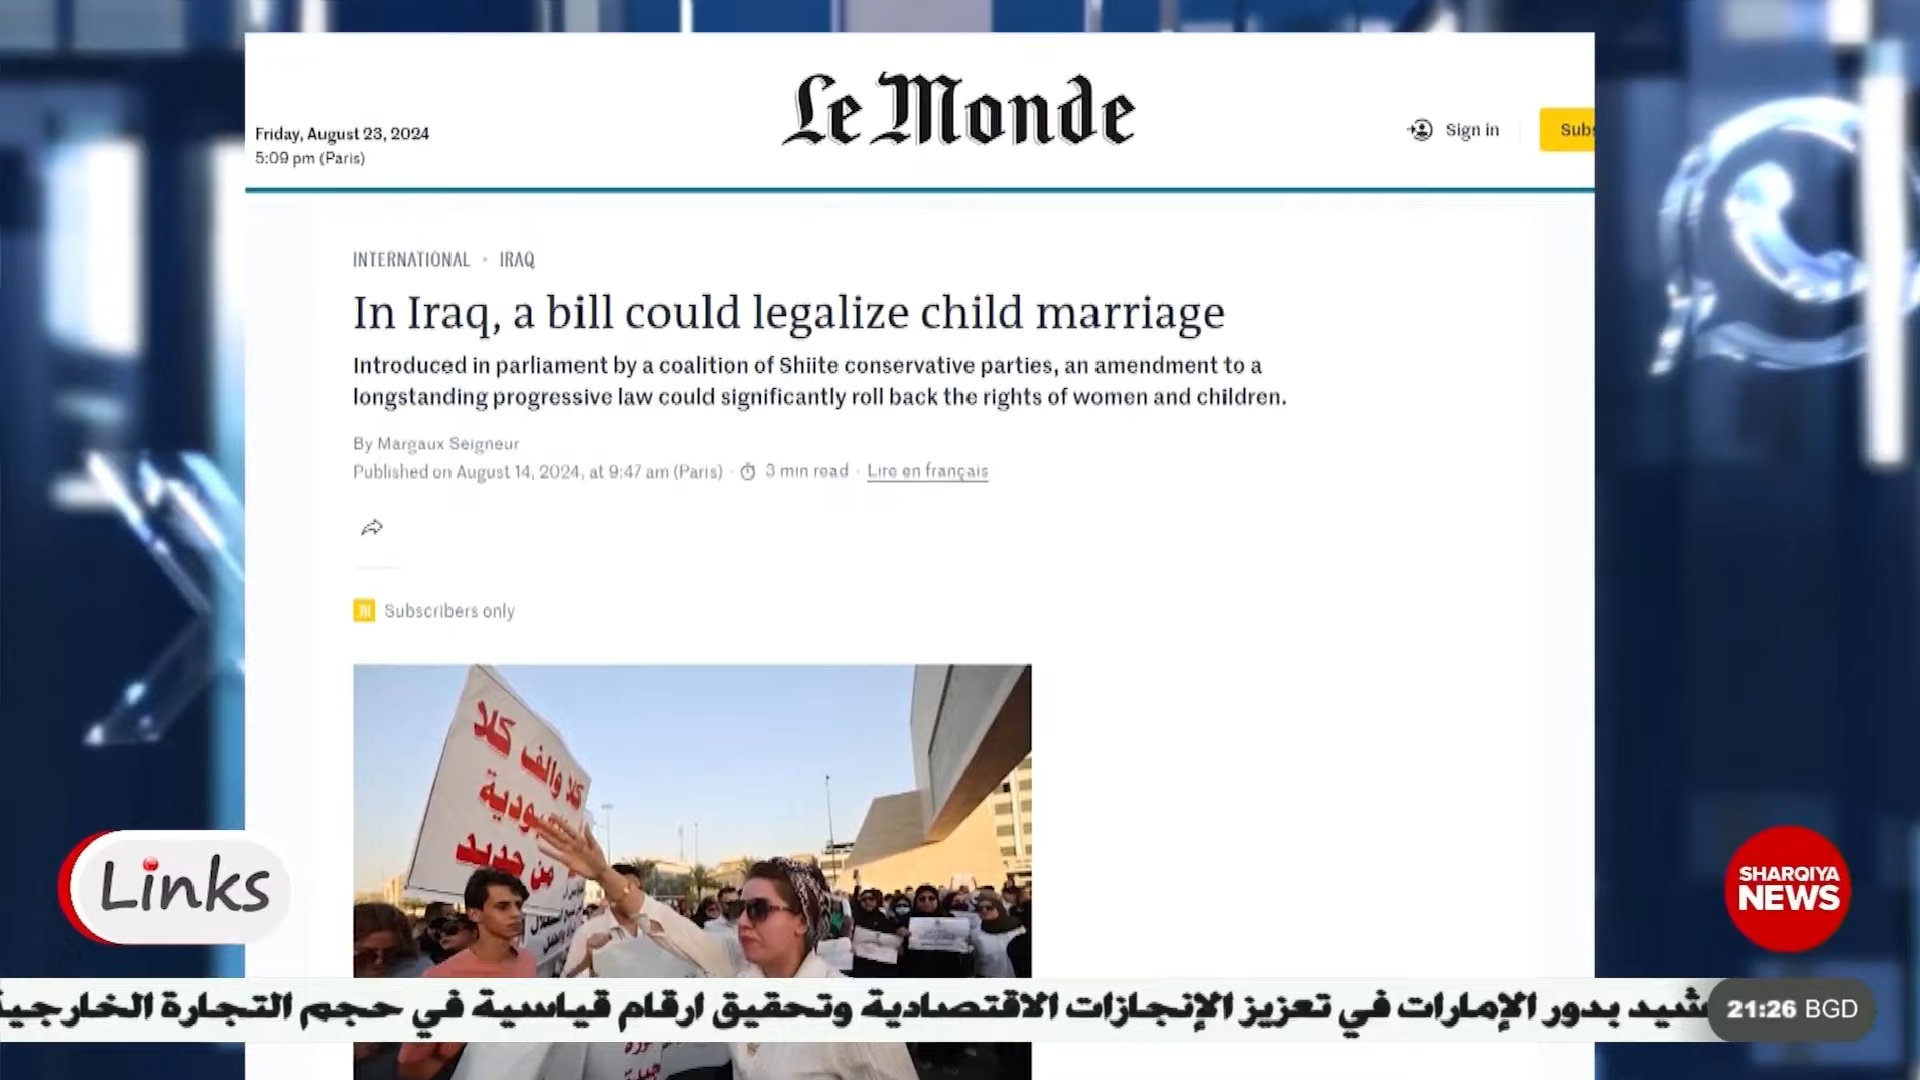 Le Monde
Friday, August 23, 2024
5:09 pm (Paris)
Sign in
INTERNATIONAL • IRAQ
In Iraq, a bill could legalize child marriage
Introduced in parliament by a coalition of Shiite conservative parties, an amendment to a
longstanding progressive law could significantly roll back the rights of women and children.
By Margaux Seigneur
Published on August 14, 2024, at 9:47 am (Paris) · 3 min read · Lire en français
Subscribers only
كلا والف كلا
من جديد
Links
SHARQIYA
NEWS
بدور الإمارات في تعزيز الإنجازات الاقتصادية وتحقيق ارقام قياسية في حجم التجارة
21:26 BGD